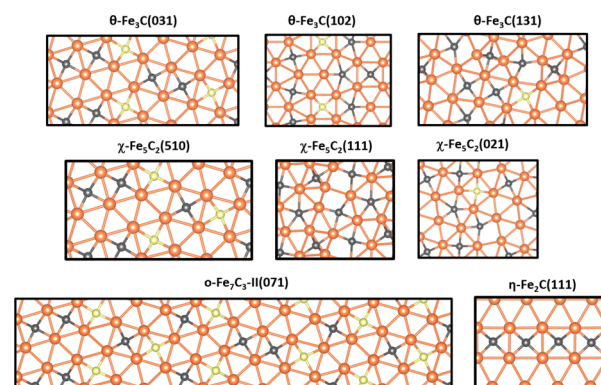 θ-Fe₃C(031)
θ-Fe₃C(102)
θ-Fe₃C(131)
χ-Fe₅C₂(510)
χ-Fe₅C₂(111)
χ-Fe₅C₂(021)
o-Fe₇C₃-II(071)
η-Fe₂C(111)